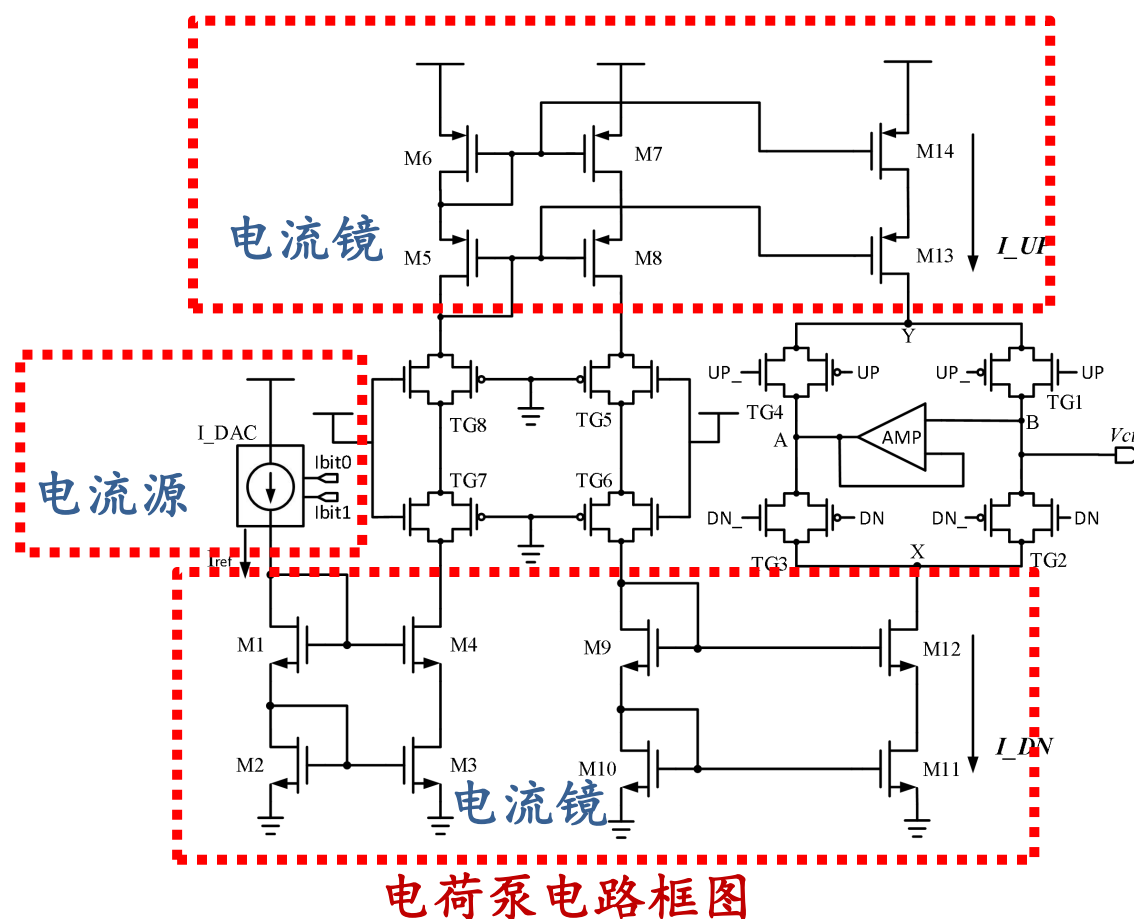 M6
M7
M14
电流镜
M5
M8
M13
I_UP
Y
UP_
UP
UP_
UP
TG8
TG5
TG4
TG1
I_DAC
A
AMP
B
Vctrl
Ibit0
电流源
Ibit1
TG7
TG6
DN_
DN
DN_
DN
Iref
X
TG3
TG2
M1
M4
M9
M12
M2
M3
M10
M11
I_DN
电流镜
电荷泵电路框图